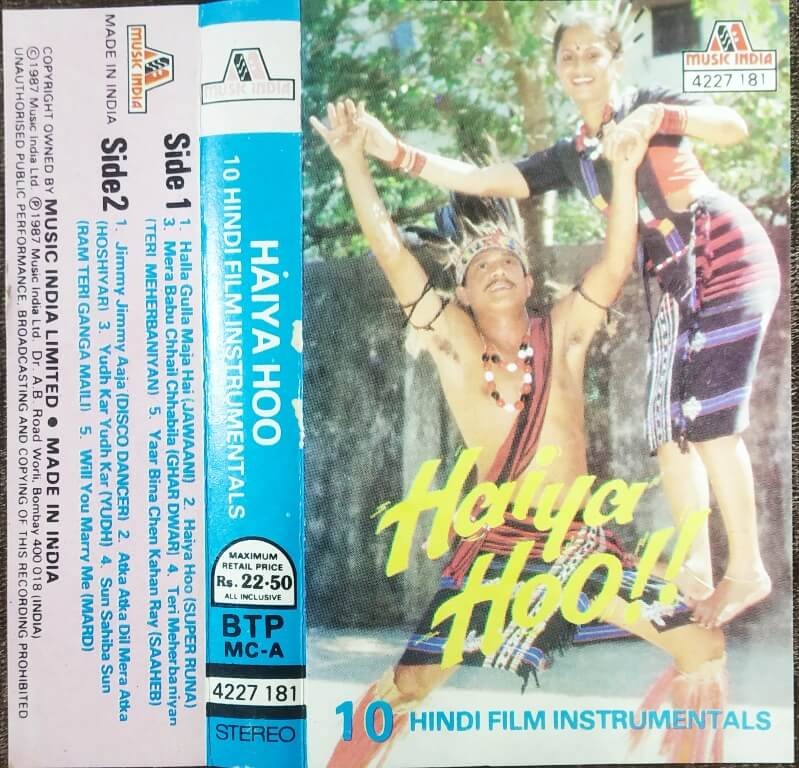 MUSIC INDIA
4227 181
Haiya
Hoo!!
10 HINDI FILM INSTRUMENTALS
MUSIC INDIA
10 HINDI FILM INSTRUMENTALS
HAIYA HOO
MAXIMUM
RETAIL PRICE
Rs. 22·50
ALL INCLUSIVE
BTP
MC-A
4227 181
STEREO
MUSIC INDIA
MADE IN INDIA
Side 1
1. Halla Gulla Maja Hai (JAWAANI) 2. Haiya Hoo (SUPER RUNA)
3. Mera Babu Chhail Chhabila (GHAR DWAR) 4. Teri Meherbaniyan
(TERI MEHERBANIYAN) 5. Yaar Bina Chen Kahan Ray (SAAHEB)
Side 2
1. Jimmy Jimmy Aaja (DISCO DANCER) 2. Atka Atka Dil Mera Atka
(HOSHIYAR) 3. Yudh Kar Yudh Kar (YUDH) 4. Sun Sahiba Sun
(RAM TERI GANGA MAILI) 5. Will You Marry Me (MARD)
COPYRIGHT OWNED BY MUSIC INDIA LIMITED ● MADE IN INDIA
©1987 Music India Ltd. ℗1987 Music India Ltd. Dr. A.B. Road Worli, Bombay 400 018 (INDIA)
UNAUTHORISED PUBLIC PERFORMANCE, BROADCASTING AND COPYING OF THIS RECORDING PROHIBITED